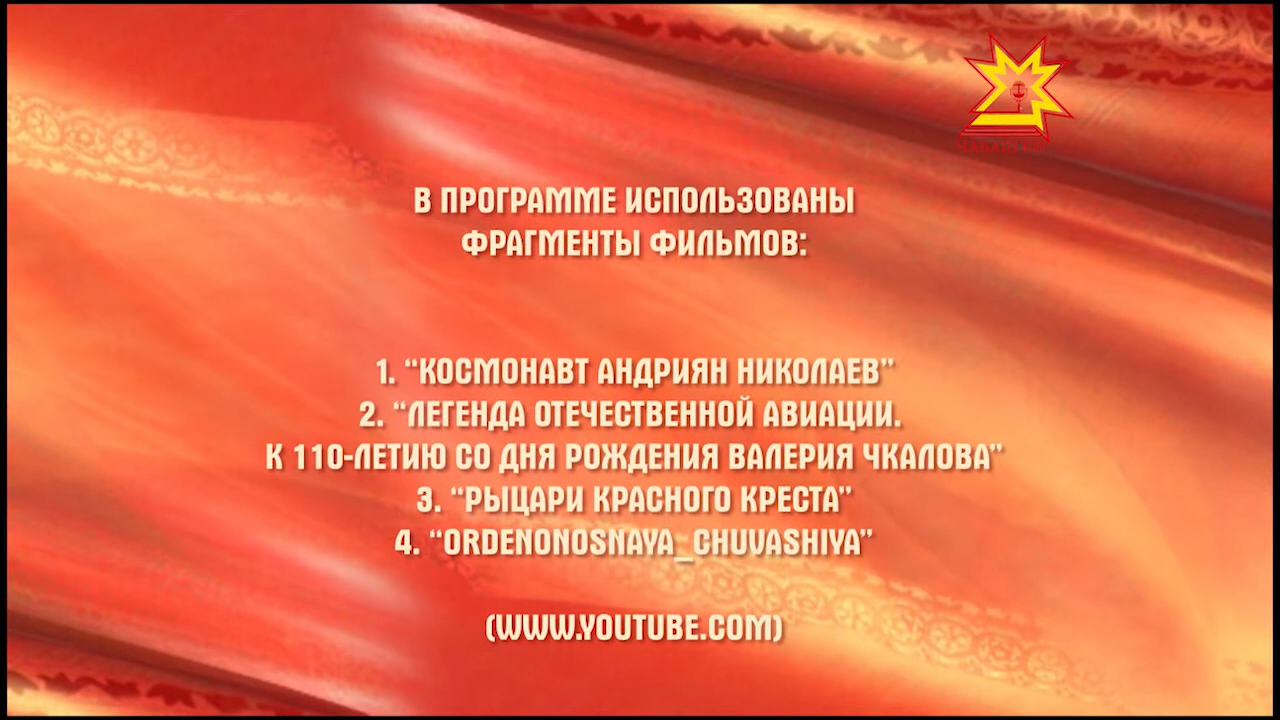 В ПРОГРАММЕ ИСПОЛЬЗОВАНЫ
ФРАГМЕНТЫ ФИЛЬМОВ:
1. “КОСМОНАВТ АНДРИЯН НИКОЛАЕВ”
2. “ЛЕГЕНДА ОТЕЧЕСТВЕННОЙ АВИАЦИИ.
К 110-ЛЕТИЮ СО ДНЯ РОЖДЕНИЯ ВАЛЕРИЯ ЧКАЛОВА”
3. “РЫЦАРИ КРАСНОГО КРЕСТА”
4. “ORDENONOSNAYA_CHUVASHIYA”
(WWW.YOUTUBE.COM)